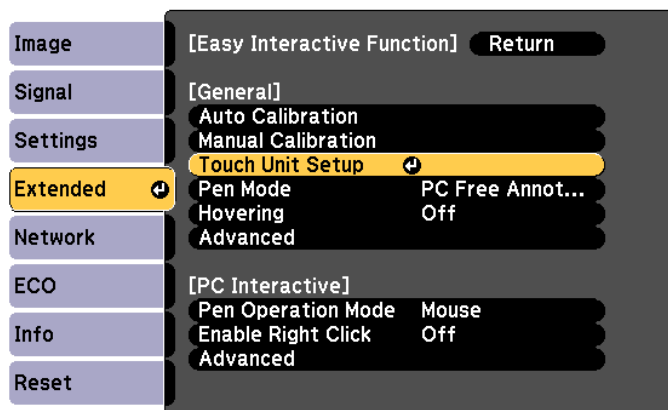 Image
Signal
Settings
Extended
Network
ECO
Info
Reset
[Easy Interactive Function] Return
[General]
Auto Calibration
Manual Calibration
Touch Unit Setup
Pen Mode PC Free Annot...
Hovering Off
Advanced
[PC Interactive]
Pen Operation Mode Mouse
Enable Right Click Off
Advanced